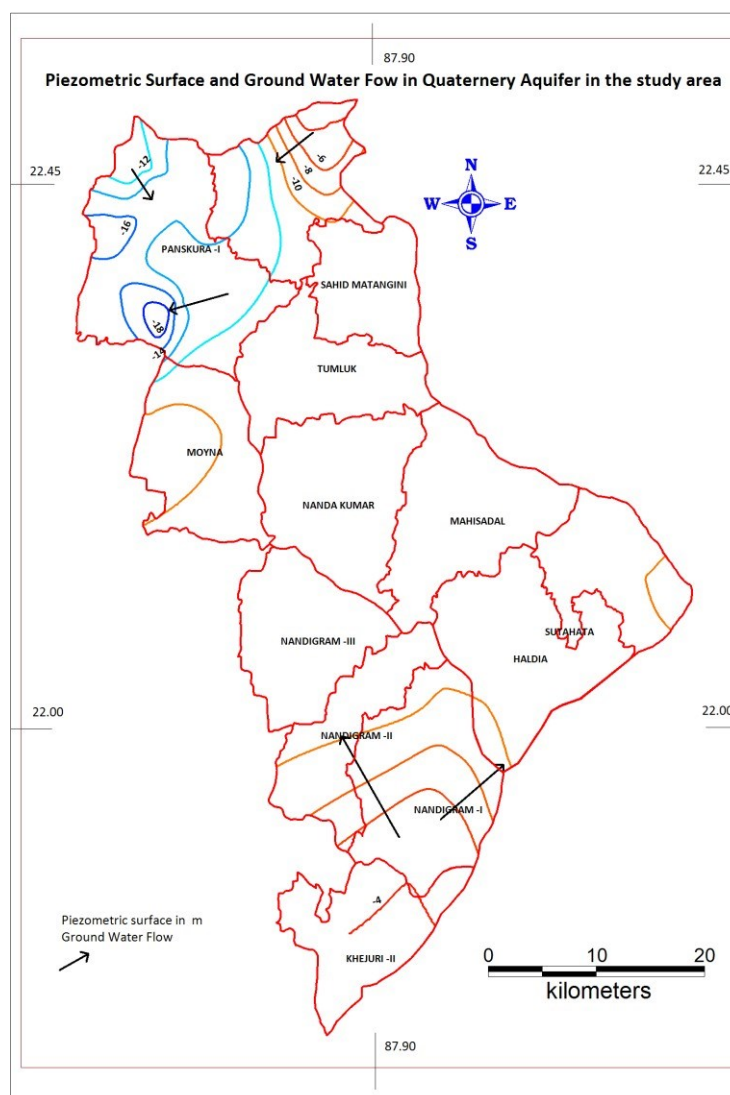 87.90
Piezometric Surface and Ground Water Fow in Quaternery Aquifer in the study area
22.45
22.45
-12
-6
-8
-10
N
W
E
S
-16
PANSKURA -I
SAHID MATANGINI
-18
-14
TUMLUK
MOYNA
NANDA KUMAR
MAHISADAL
SUTAHATA
NANDIGRAM -III
HALDIA
22.00
22.00
NANDIGRAM -II
NANDIGRAM -I
-4
Piezometric surface in m
Ground Water Flow
KHEJURI -II
0 10 20
kilometers
87.90